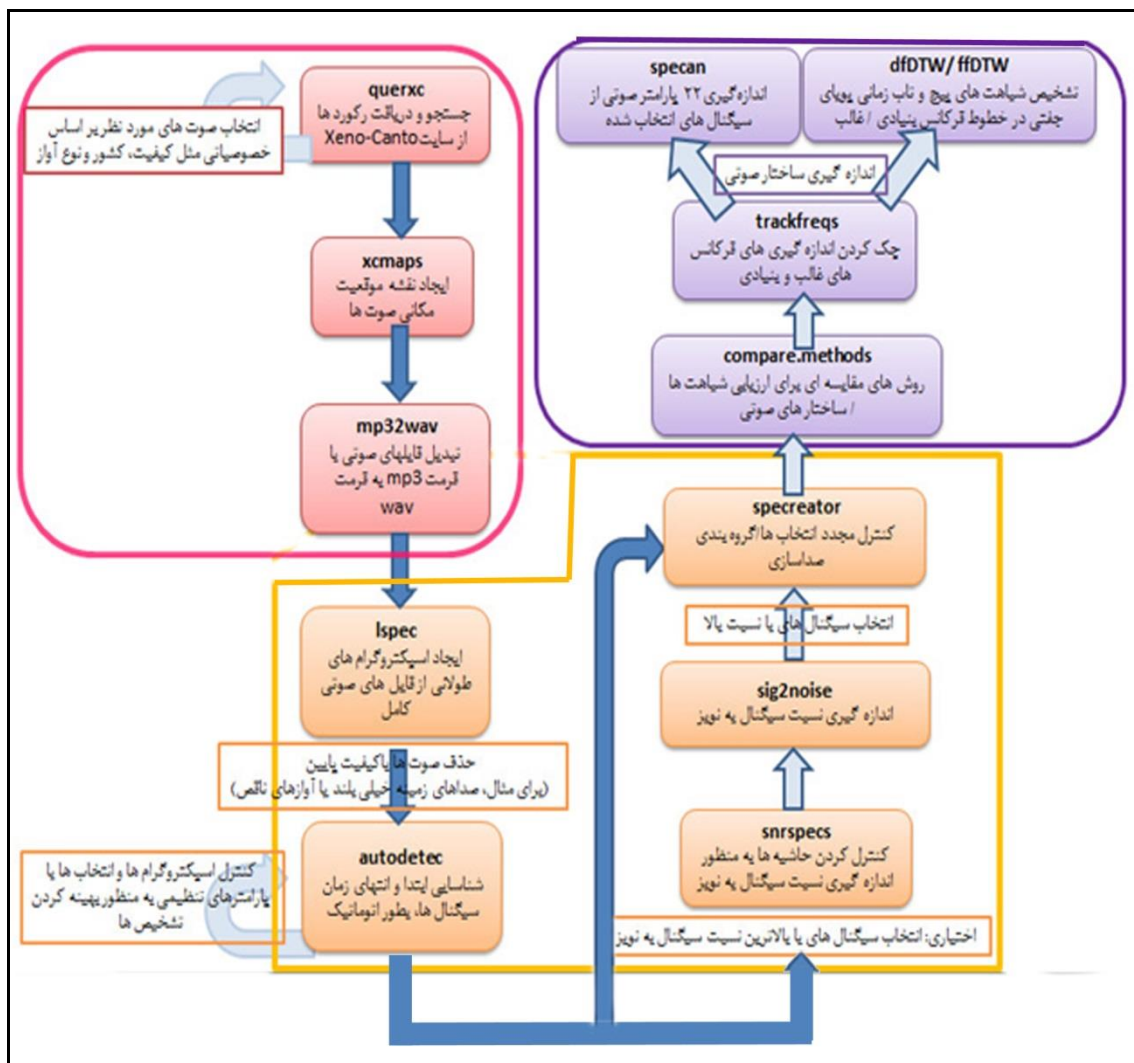 querxc
جستجو و دریافت رکورد ها
از سایت Xeno-Canto
انتخاب صوت های مورد نظر بر اساس
خصوصیاتی مثل کیفیت، کشور و نوع آواز
xcmaps
ایجاد نقشه موقعیت
مکانی صوت ها
mp32wav
تبدیل فایلهای صوتی با
فرمت mp3 به فرمت
wav
lspec
ایجاد اسپکتروگرام های
طولانی از فایل های صوتی
کامل
حذف صوت ها باکیفیت پایین
(برای مثال، صداهای زمینه خیلی بلند یا آوازهای ناقص)
autodetec
شناسایی ابتدا و انتهای زمان
سیگنال ها، بطور اتوماتیک
کنترل اسپکتروگرام ها و انتخاب ها با
پارامترهای تنظیمی به منظور بهینه کردن
تشخیص ها
اختیاری: انتخاب سیگنال های با بالاترین نسبت سیگنال به نویز
snrspecs
کنترل کردن حاشیه ها به منظور
اندازه گیری نسبت سیگنال به نویز
sig2noise
اندازه گیری نسبت سیگنال به نویز
انتخاب سیگنال های با نسبت بالا
specreator
کنترل مجدد انتخاب ها/گروه بندی
صداسازی
compare.methods
روش های مقایسه ای برای ارزیابی شباهت ها
/ ساختار های صوتی
trackfreqs
چک کردن اندازه گیری های فرکانس
های غالب و بنیادی
اندازه گیری ساختار صوتی
specan
اندازه‌گیری ۲۲ پارامتر صوتی از
سیگنال های انتخاب شده
dfDTW/ ffDTW
تشخیص شباهت های پیچ و تاب زمانی پویای
جفتی در خطوط فرکانس بنیادی / غالب